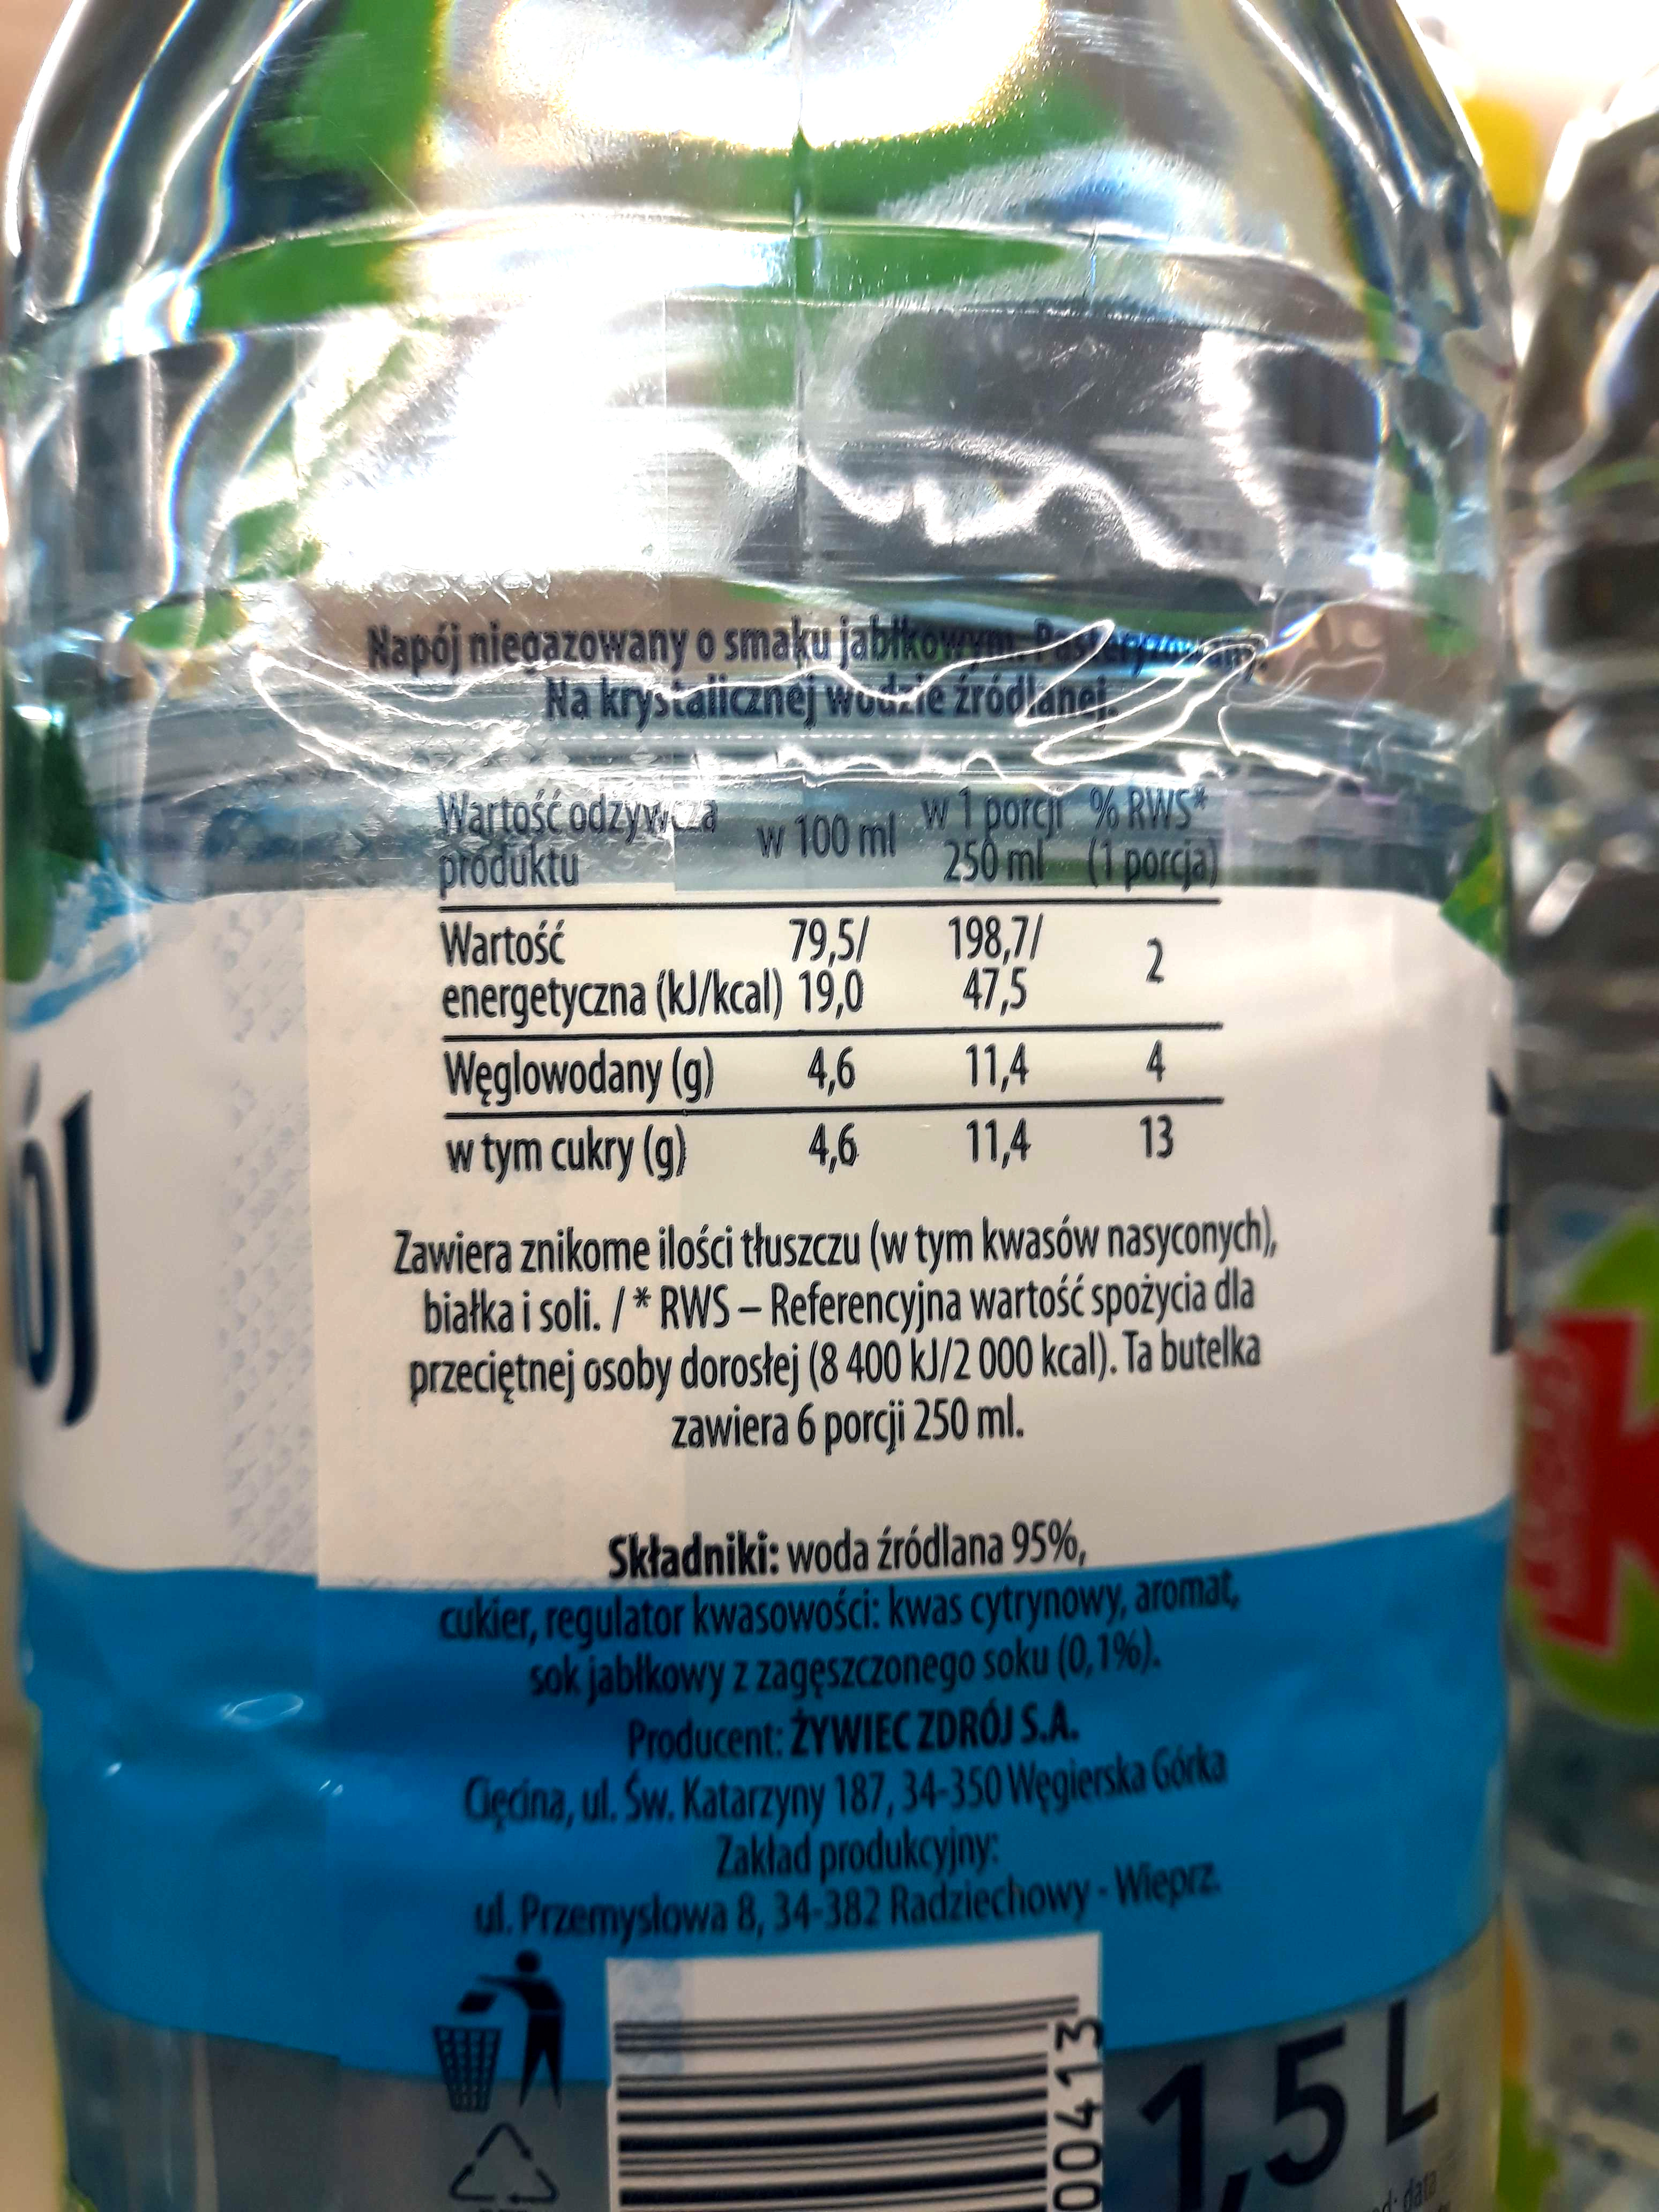 Napój niegazowany o smaku jabłkowym. Pasteryzowany.
Na krystalicznej wodzie źródlanej.
Wartość odżywcza produktu w 100 ml w 1 porcji 250 ml % RWS* (1 porcja)
Wartość energetyczna (kJ/kcal) 79,5/ 19,0 198,7/ 47,5 2
Węglowodany (g) 4,6 11,4 4
w tym cukry (g) 4,6 11,4 13
Zawiera znikome ilości tłuszczu (w tym kwasów nasyconych),
białka i soli. / * RWS – Referencyjna wartość spożycia dla
przeciętnej osoby dorosłej (8 400 kJ/2 000 kcal). Ta butelka
zawiera 6 porcji 250 ml.
Składniki: woda źródlana 95%,
cukier, regulator kwasowości: kwas cytrynowy, aromat,
sok jabłkowy z zagęszczonego soku (0,1%).
Producent: ŻYWIEC ZDRÓJ S.A.
Cięcina, ul. Św. Katarzyny 187, 34-350 Węgierska Górka
Zakład produkcyjny:
ul. Przemysłowa 8, 34-382 Radziechowy - Wieprz.
00413
1,5 L
data